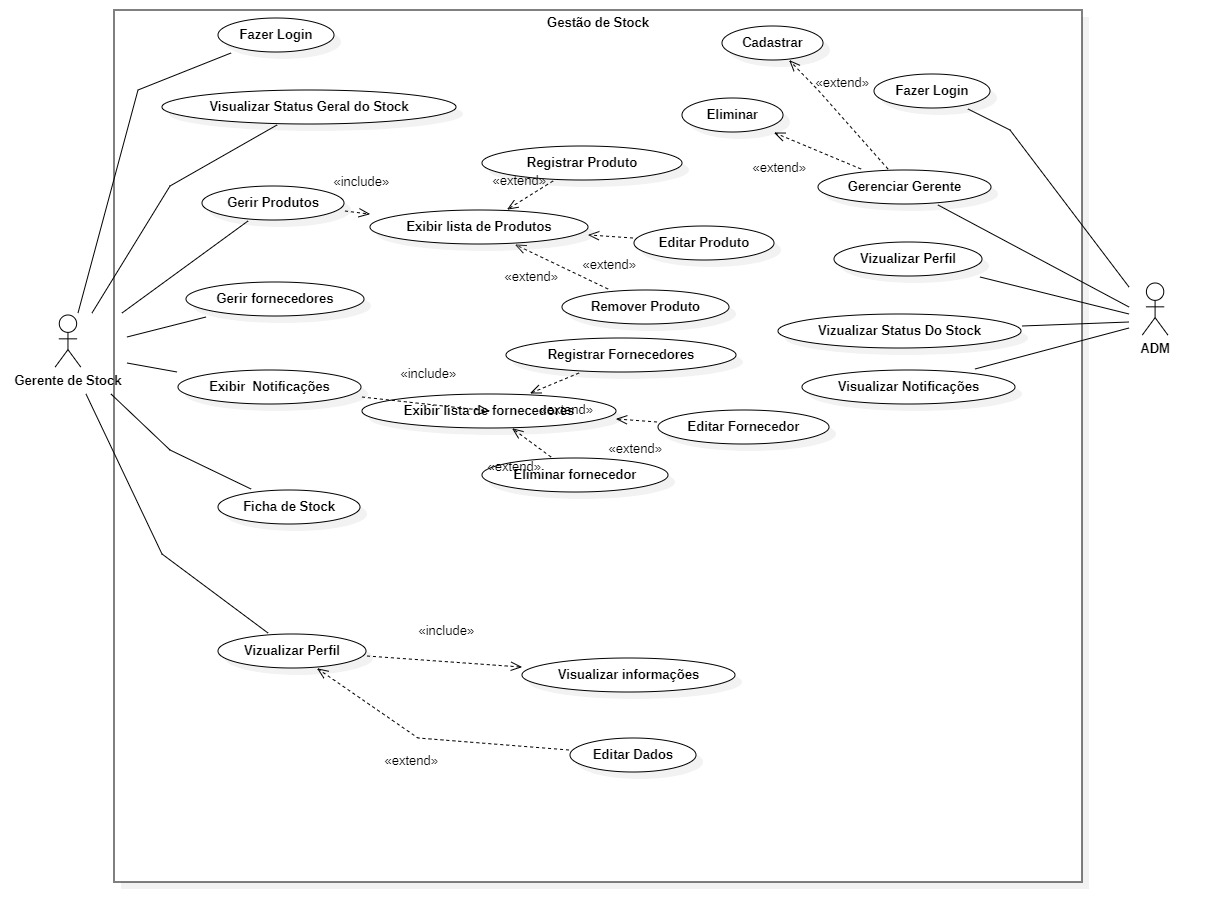 Gestão de Stock
Fazer Login
Cadastrar
«extend»
Fazer Login
Visualizar Status Geral do Stock
Eliminar
Registrar Produto
«extend»
«include»
«extend»
Gerir Produtos
Gerenciar Gerente
Exibir lista de Produtos
Editar Produto
Vizualizar Perfil
«extend»
«extend»
Gerir fornecedores
Remover Produto
Vizualizar Status Do Stock
ADM
Registrar Fornecedores
Gerente de Stock
«include»
Exibir  Notificações
Visualizar Notificações
Exibir lista de fornecedores
«extend»
Editar Fornecedor
«extend»
«extend»
Eliminar fornecedor
Ficha de Stock
«include»
Vizualizar Perfil
Visualizar informações
Editar Dados
«extend»